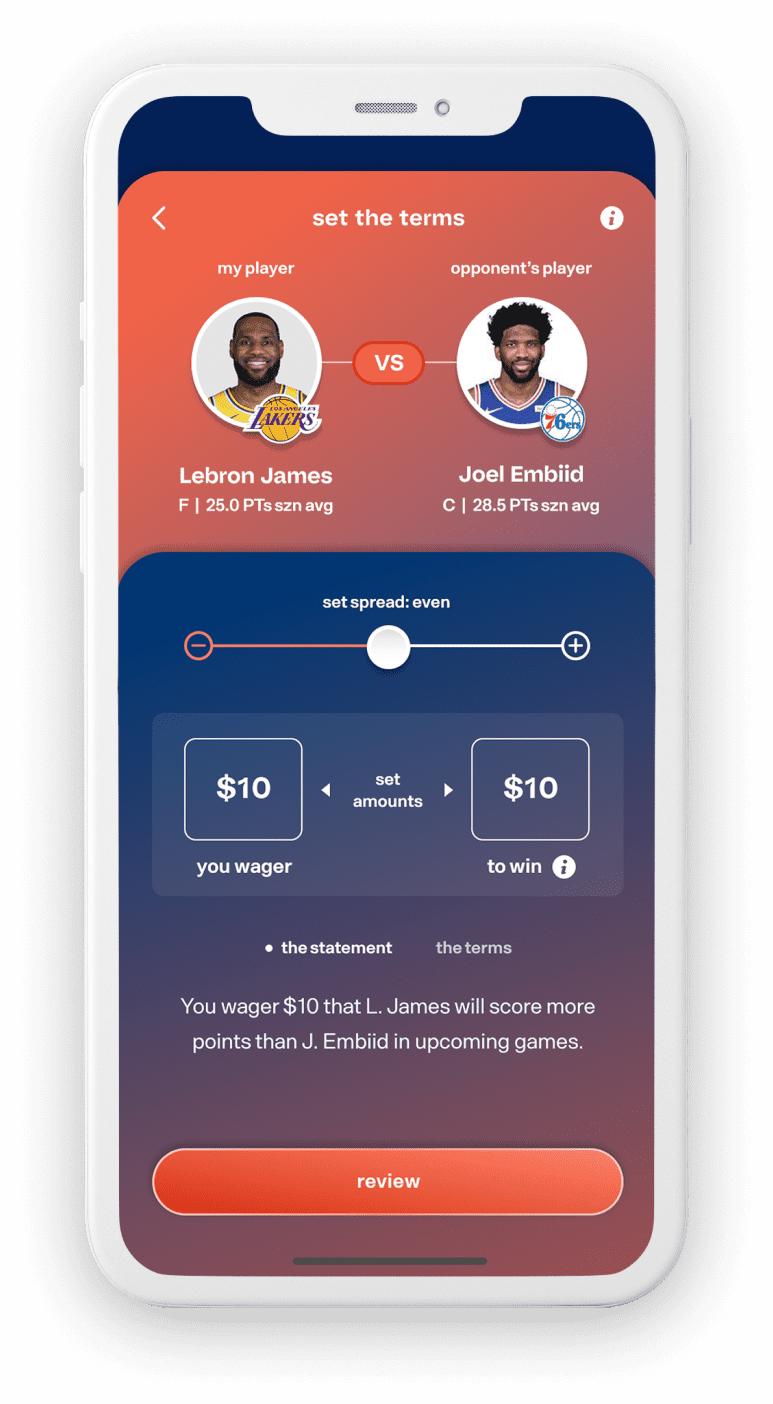 set the terms
my player
opponent's player
VS
LOS ANGELES
LAKERS
76ers
Lebron James
Joel Embiid
F | 25.0 PTs szn avg
C | 28.5 PTs szn avg
set spread: even
$10
set
amounts
$10
you wager
to win
the statement
the terms
You wager $10 that L. James will score more
points than J. Embiid in upcoming games.
review